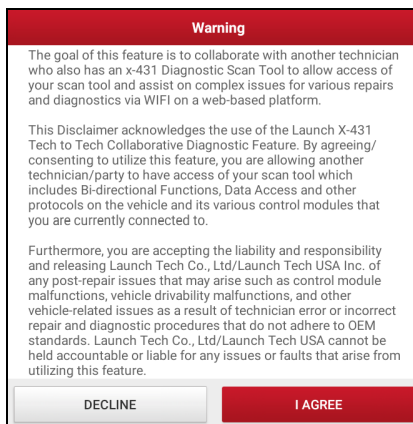 Warning
The goal of this feature is to collaborate with another technician
who also has an x-431 Diagnostic Scan Tool to allow access of
your scan tool and assist on complex issues for various repairs
and diagnostics via WIFI on a web-based platform.
This Disclaimer acknowledges the use of the Launch X-431
Tech to Tech Collaborative Diagnostic Feature. By agreeing/
consenting to utilize this feature, you are allowing another
technician/party to have access of your scan tool which
includes Bi-directional Functions, Data Access and other
protocols on the vehicle and its various control modules that
you are currently connected to.
Furthermore, you are accepting the liability and responsibility
and releasing Launch Tech Co., Ltd/Launch Tech USA Inc. of
any post-repair issues that may arise such as control module
malfunctions, vehicle drivability malfunctions, and other
vehicle-related issues as a result of technician error or incorrect
repair and diagnostic procedures that do not adhere to OEM
standards. Launch Tech Co., Ltd/Launch Tech USA cannot be
held accountable or liable for any issues or faults that arise from
utilizing this feature.
DECLINE
I AGREE